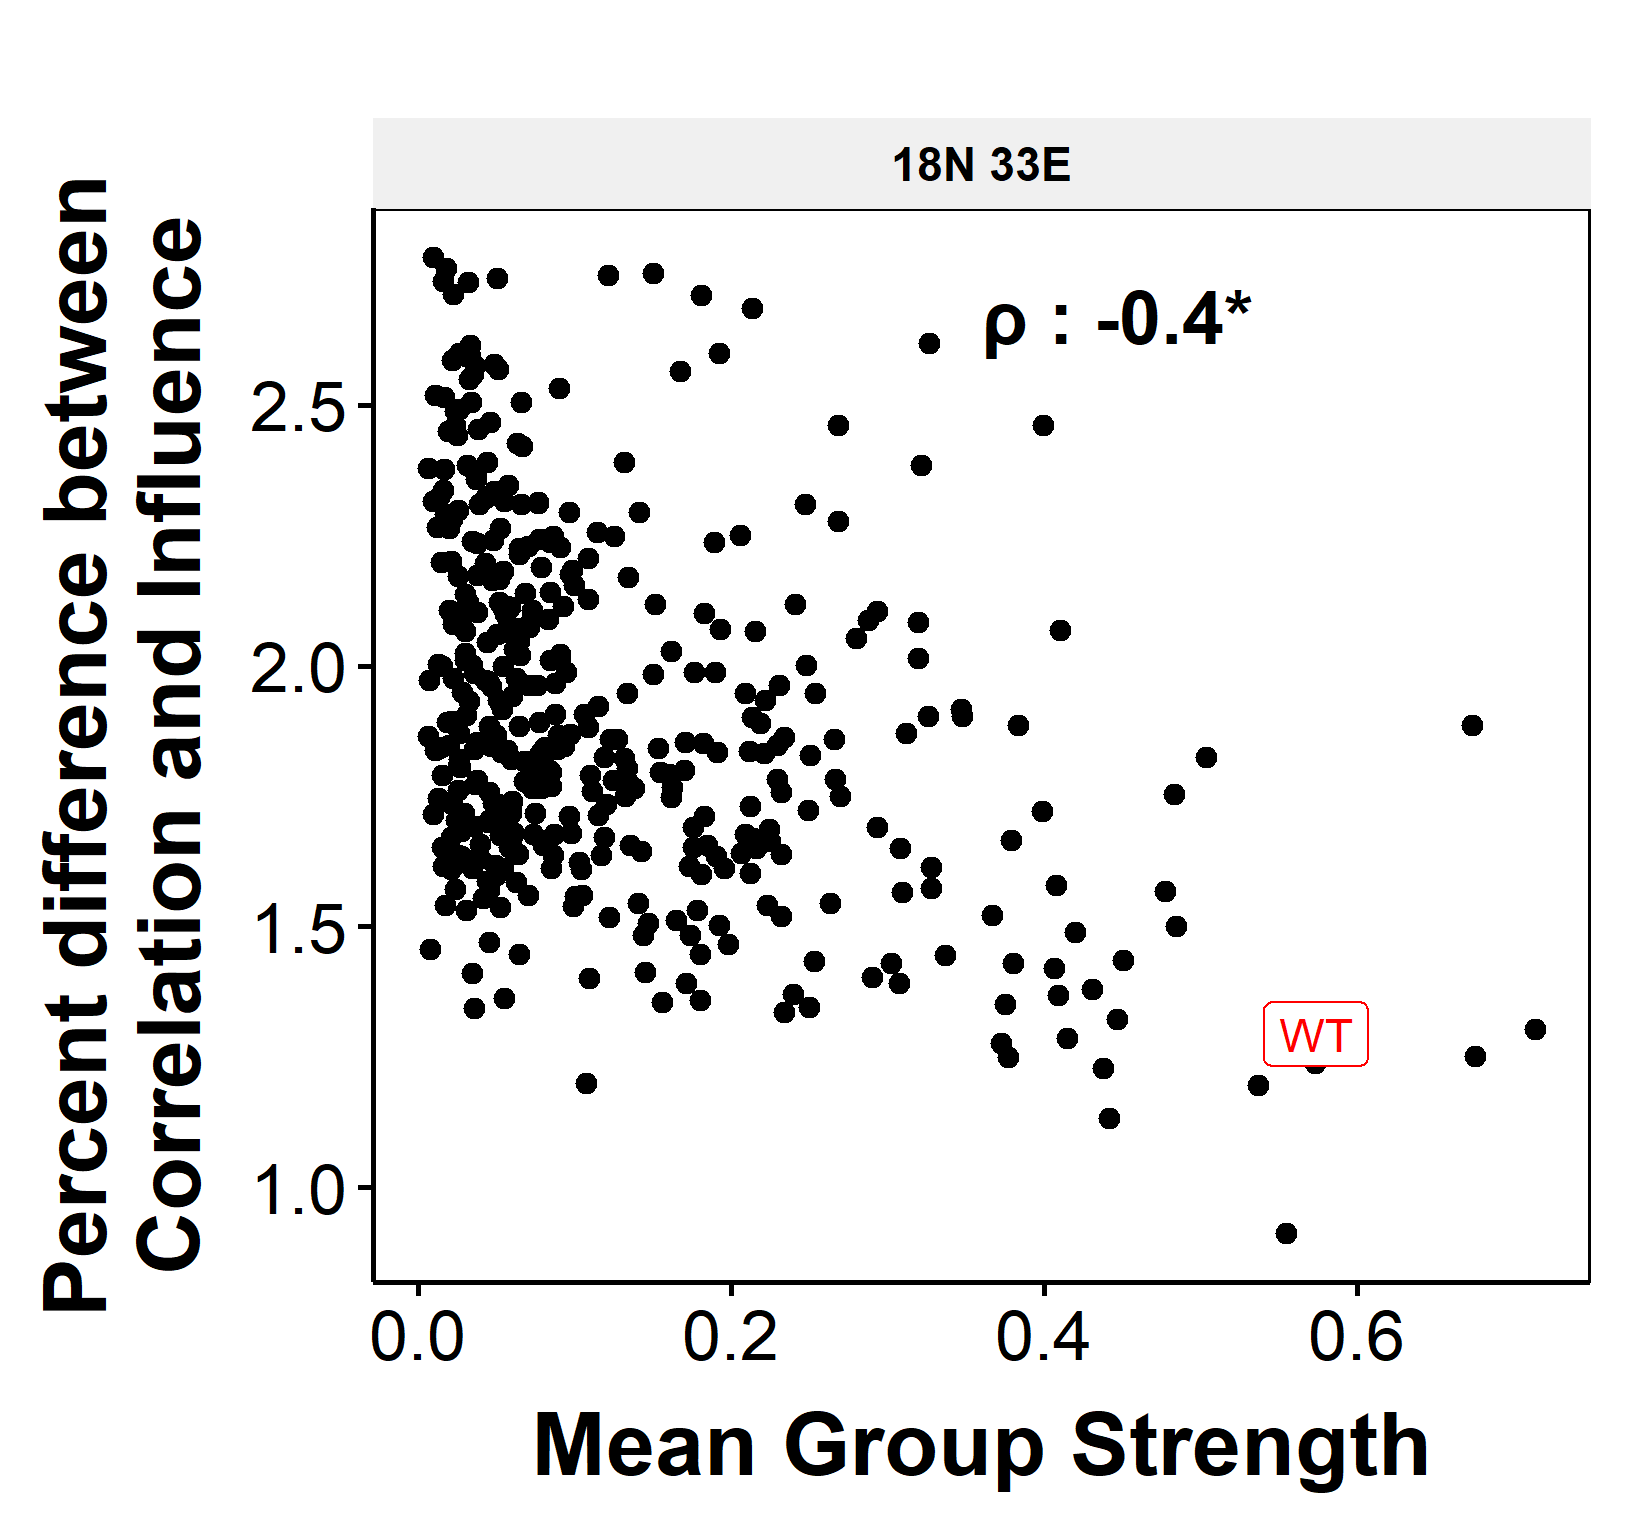 18N 33E
Percent difference between
Correlation and Influence
ρ : -0.4*
2.5
2.0
1.5
1.0
WT
0.0 0.2 0.4 0.6
Mean Group Strength